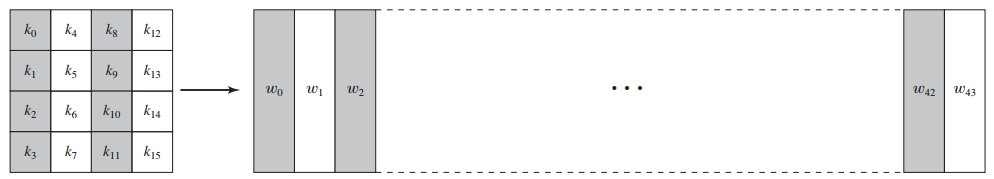 k₀ k₄ k₈ k₁₂
k₁ k₅ k₉ k₁₃
k₂ k₆ k₁₀ k₁₄
k₃ k₇ k₁₁ k₁₅
w₀ w₁ w₂ • • • w₄₂ w₄₃